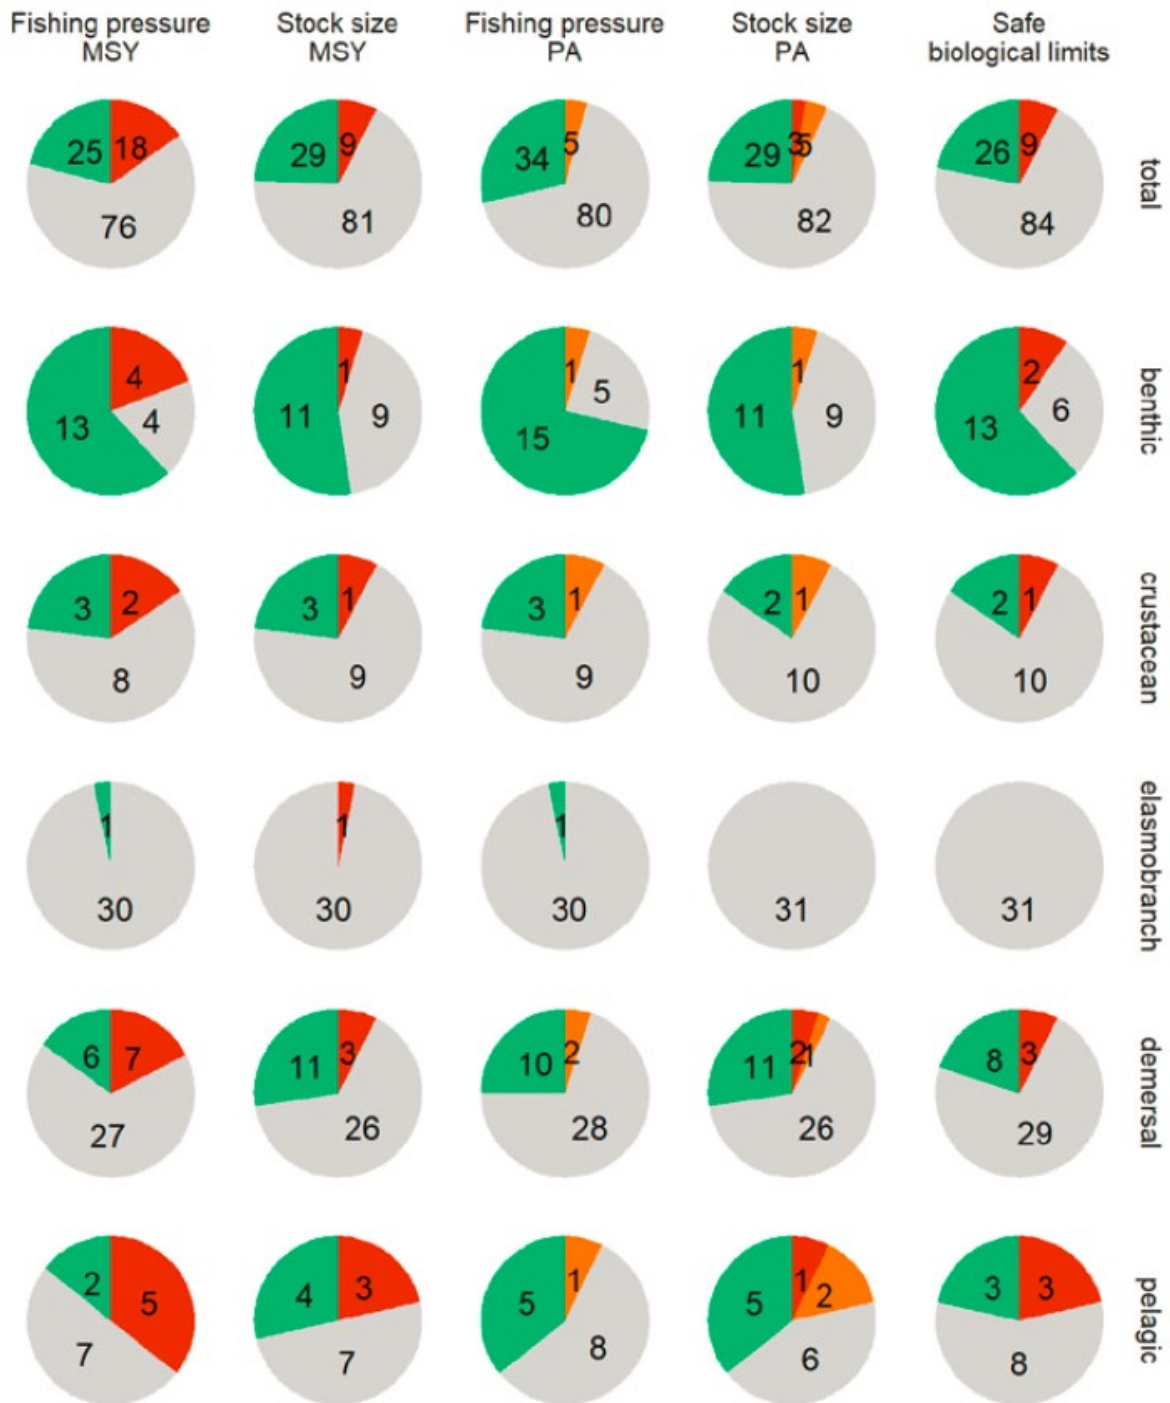 Fishing pressure
MSY
Stock size
MSY
Fishing pressure
PA
Stock size
PA
Safe
biological limits
25 18
76
29 9
81
34 5
80
29 3 5
82
26 9
84
total
13 4
4
11 1
9
15 1
5
11 1
9
13 2
6
benthic
3 2
8
3 1
9
3 1
9
2 1
10
2 1
10
crustacean
1
30
1
30
1
30
31
31
elasmobranch
6 7
27
11 3
26
10 2
28
11 2 1
26
8 3
29
demersal
2 5
7
4 3
7
5 1
8
5 1 2
6
3 3
8
pelagic